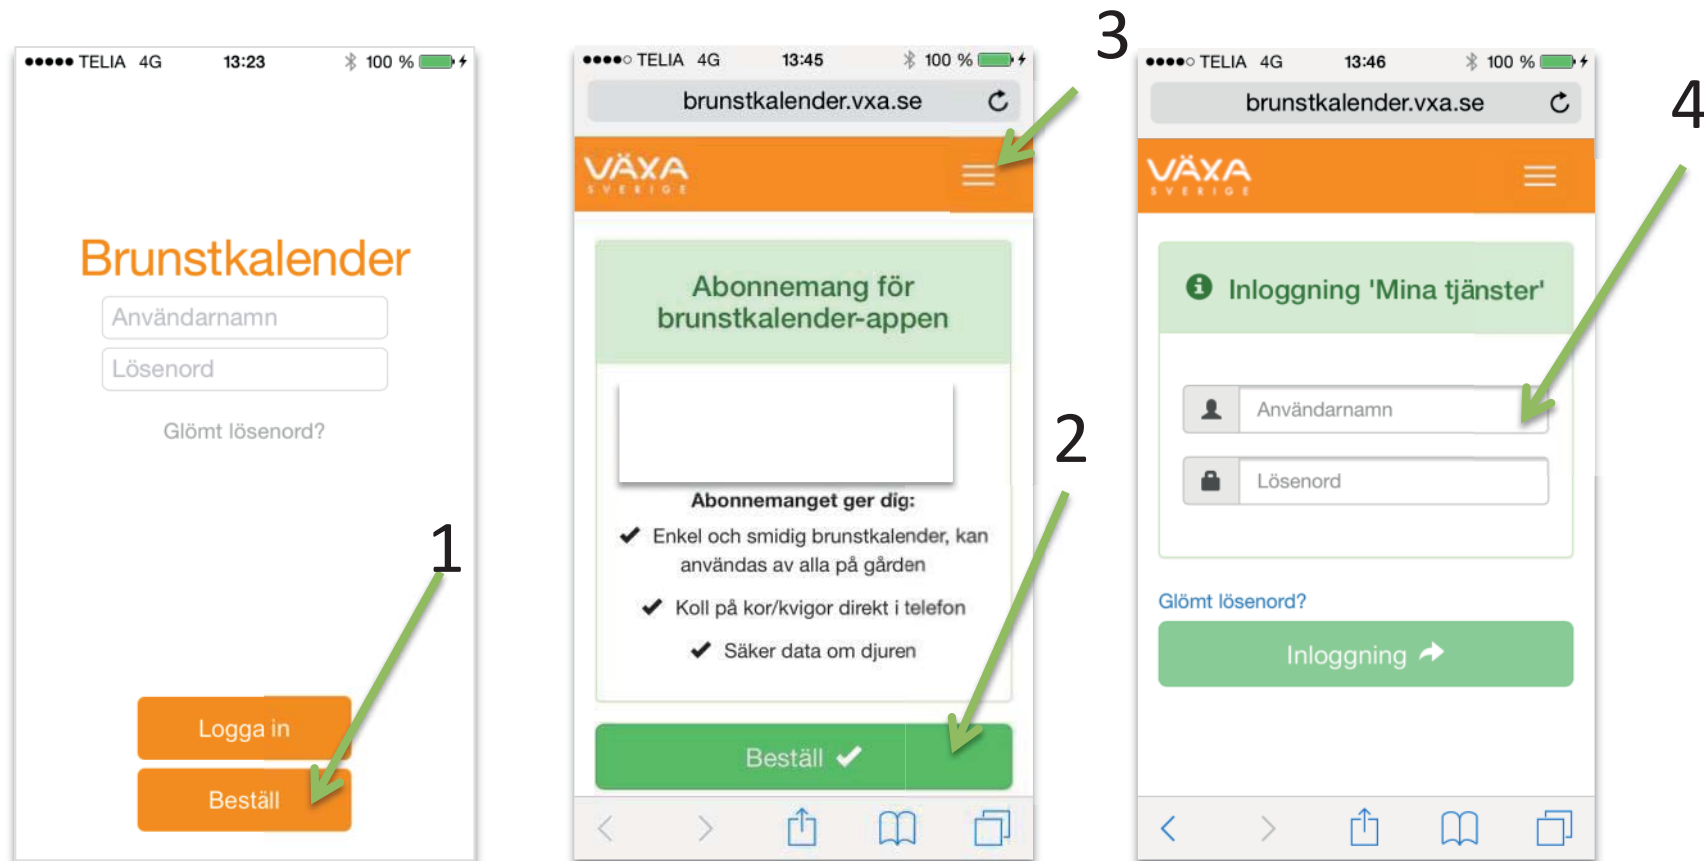 TELIA 4G 13:23 100 %
Brunstkalender
Användarnamn
Lösenord
Glömt lösenord?
Logga in
Beställ
1
TELIA 4G 13:45 100 %
brunstkalender.vxa.se
VÄXA
SVERIGE
Abonnemang för
brunstkalender-appen
Abonnemanget ger dig:
Enkel och smidig brunstkalender, kan
användas av alla på gården
Koll på kor/kvigor direkt i telefon
Säker data om djuren
Beställ
2
3
TELIA 4G 13:46 100 %
brunstkalender.vxa.se
VÄXA
SVERIGE
Inloggning 'Mina tjänster'
Användarnamn
Lösenord
Glömt lösenord?
Inloggning
4